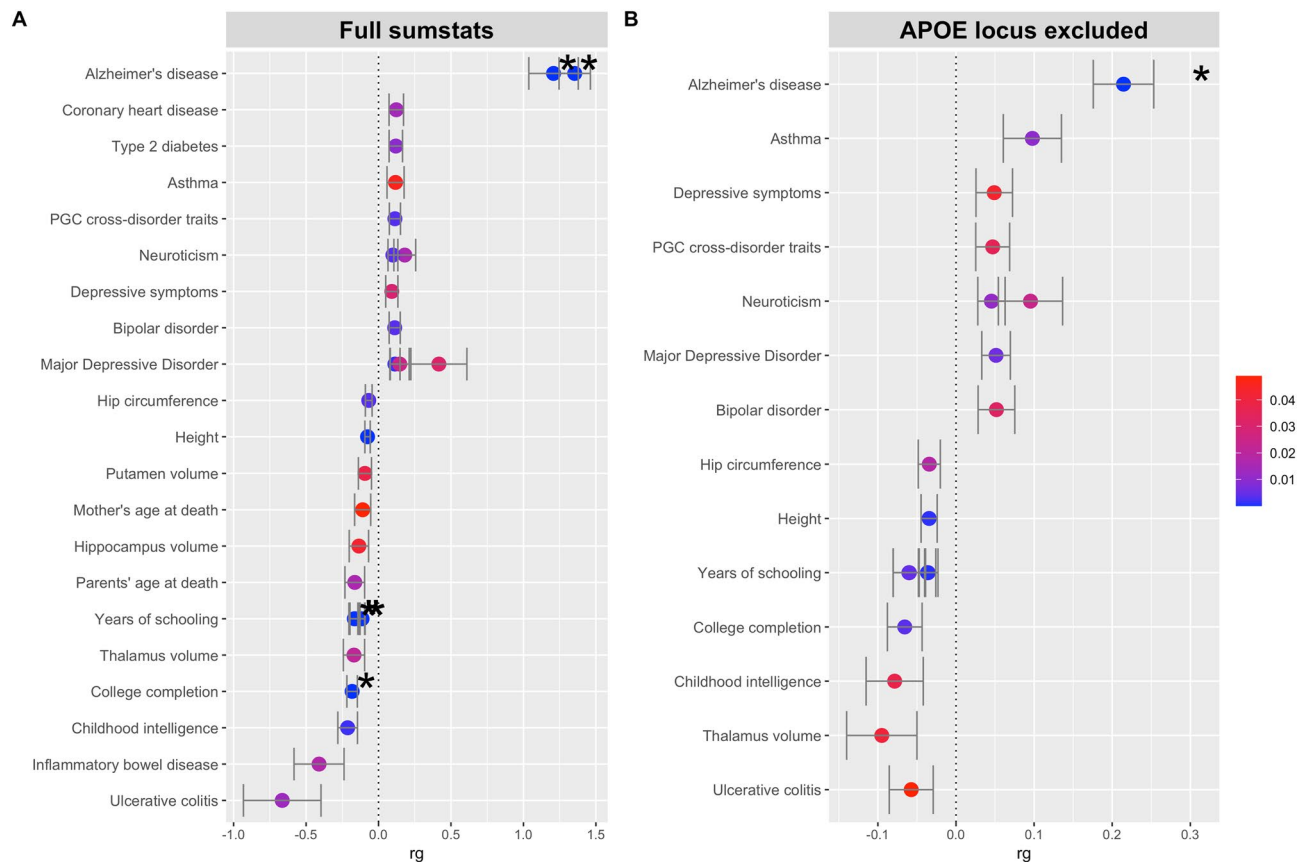 A
Full sumstats
Alzheimer's disease
* *
Coronary heart disease
Type 2 diabetes
Asthma
PGC cross-disorder traits
Neuroticism
Depressive symptoms
Bipolar disorder
Major Depressive Disorder
Hip circumference
Height
Putamen volume
Mother's age at death
Hippocampus volume
Parents' age at death
Years of schooling
**
Thalamus volume
College completion
*
Childhood intelligence
Inflammatory bowel disease
Ulcerative colitis
-1.0 -0.5 0.0 0.5 1.0 1.5
rg
B
APOE locus excluded
Alzheimer's disease
*
Asthma
Depressive symptoms
PGC cross-disorder traits
Neuroticism
Major Depressive Disorder
Bipolar disorder
Hip circumference
Height
Years of schooling
College completion
Childhood intelligence
Thalamus volume
Ulcerative colitis
-0.1 0.0 0.1 0.2 0.3
rg
0.04
0.03
0.02
0.01